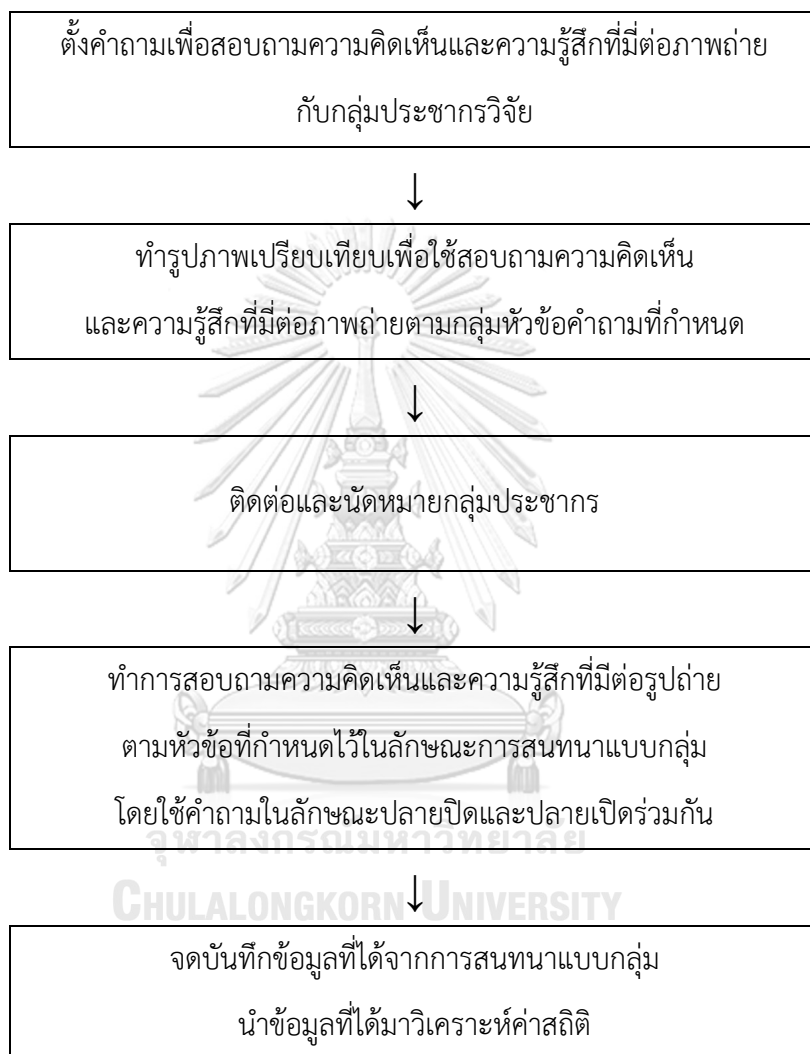 ตั้งคำถามเพื่อสอบถามความคิดเห็นและความรู้สึกที่มี่ต่อภาพถ่าย
กับกลุ่มประชากรวิจัย
↓
ทำรูปภาพเปรียบเทียบเพื่อใช้สอบถามความคิดเห็น
และความรู้สึกที่มี่ต่อภาพถ่ายตามกลุ่มหัวข้อคำถามที่กำหนด
↓
ติดต่อและนัดหมายกลุ่มประชากร
↓
ทำการสอบถามความคิดเห็นและความรู้สึกที่มีต่อรูปถ่าย
ตามหัวข้อที่กำหนดไว้ในลักษณะการสนทนาแบบกลุ่ม
โดยใช้คำถามในลักษณะปลายปิดและปลายเปิดร่วมกัน
จุฬาลงกรณ์มหาวิทยาลัย
↓
CHULALONGKORN UNIVERSITY
จดบันทึกข้อมูลที่ได้จากการสนทนาแบบกลุ่ม
นำข้อมูลที่ได้มาวิเคราะห์ค่าสถิติ